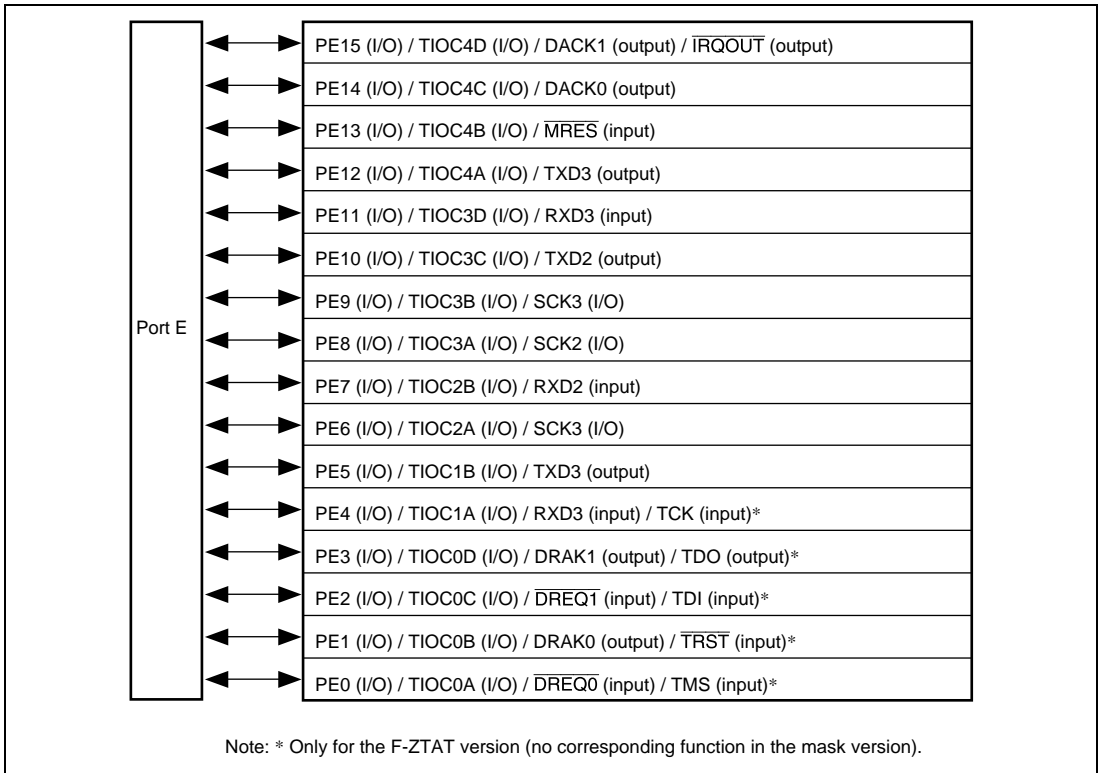 PE15 (I/O) / TIOC4D (I/O) / DACK1 (output) / IRQOUT (output)
PE14 (I/O) / TIOC4C (I/O) / DACK0 (output)
PE13 (I/O) / TIOC4B (I/O) / MRES (input)
PE12 (I/O) / TIOC4A (I/O) / TXD3 (output)
PE11 (I/O) / TIOC3D (I/O) / RXD3 (input)
PE10 (I/O) / TIOC3C (I/O) / TXD2 (output)
PE9 (I/O) / TIOC3B (I/O) / SCK3 (I/O)
Port E
PE8 (I/O) / TIOC3A (I/O) / SCK2 (I/O)
PE7 (I/O) / TIOC2B (I/O) / RXD2 (input)
PE6 (I/O) / TIOC2A (I/O) / SCK3 (I/O)
PE5 (I/O) / TIOC1B (I/O) / TXD3 (output)
PE4 (I/O) / TIOC1A (I/O) / RXD3 (input) / TCK (input)*
PE3 (I/O) / TIOC0D (I/O) / DRAK1 (output) / TDO (output)*
PE2 (I/O) / TIOC0C (I/O) / DREQ1 (input) / TDI (input)*
PE1 (I/O) / TIOC0B (I/O) / DRAK0 (output) / TRST (input)*
PE0 (I/O) / TIOC0A (I/O) / DREQ0 (input) / TMS (input)*
Note: * Only for the F-ZTAT version (no corresponding function in the mask version).